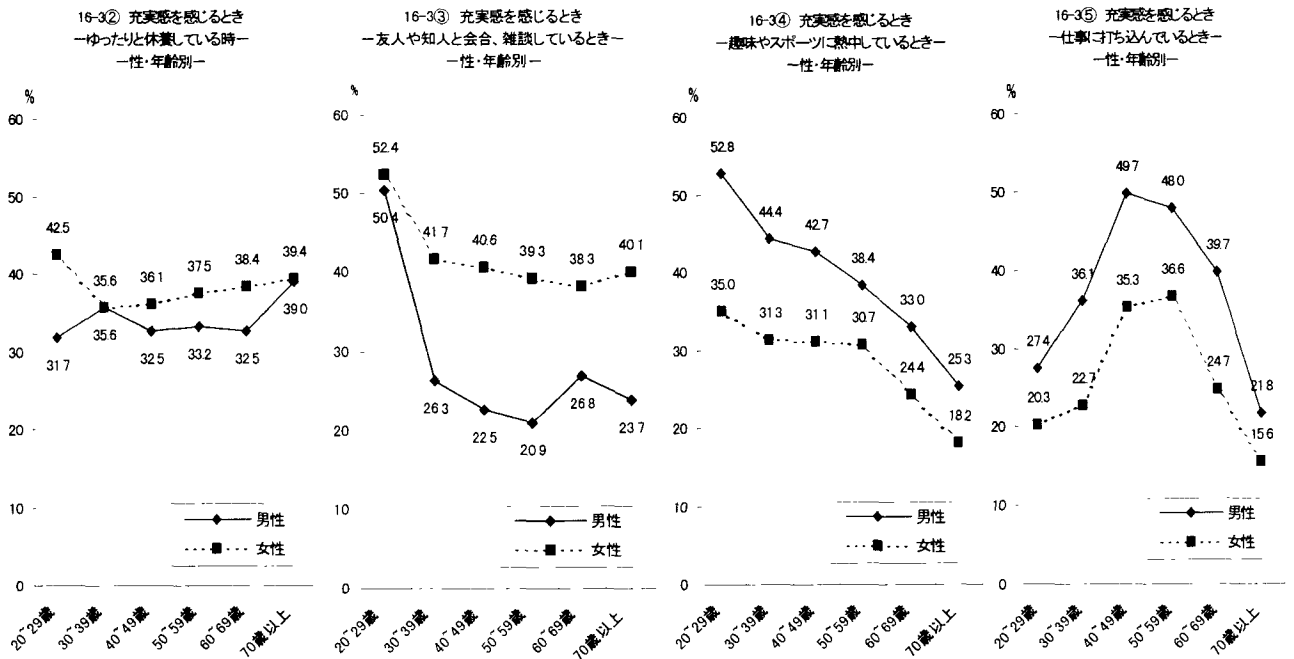 16-3② 充実感を感じるとき
ーゆったりと休養している時ー
ー性・年齢別ー
%
60
50
40
30
20
10
0
42.5
35.6
36.1
37.5
38.4
39.4
31.7
35.6
32.5
33.2
32.5
39.0
男性
女性
20~29歳
30~39歳
40~49歳
50~59歳
60~69歳
70歳以上
16-3③ 充実感を感じるとき
ー友人や知人と会合、雑談しているときー
ー性・年齢別ー
%
60
50
40
30
20
10
0
52.4
41.7
40.6
39.3
38.3
40.1
50.4
26.3
22.5
20.9
26.8
23.7
男性
女性
20~29歳
30~39歳
40~49歳
50~59歳
60~69歳
70歳以上
16-3④ 充実感を感じるとき
ー趣味やスポーツに熱中しているときー
ー性・年齢別ー
%
60
50
40
30
20
10
0
52.8
44.4
42.7
38.4
33.0
25.3
35.0
31.3
31.1
30.7
24.4
18.2
男性
女性
20~29歳
30~39歳
40~49歳
50~59歳
60~69歳
70歳以上
16-3⑤ 充実感を感じるとき
ー仕事に打ち込んでいるときー
ー性・年齢別ー
%
60
50
40
30
20
10
0
27.4
36.1
49.7
48.0
39.7
21.8
20.3
22.7
35.3
36.6
24.7
15.6
男性
女性
20~29歳
30~39歳
40~49歳
50~59歳
60~69歳
70歳以上